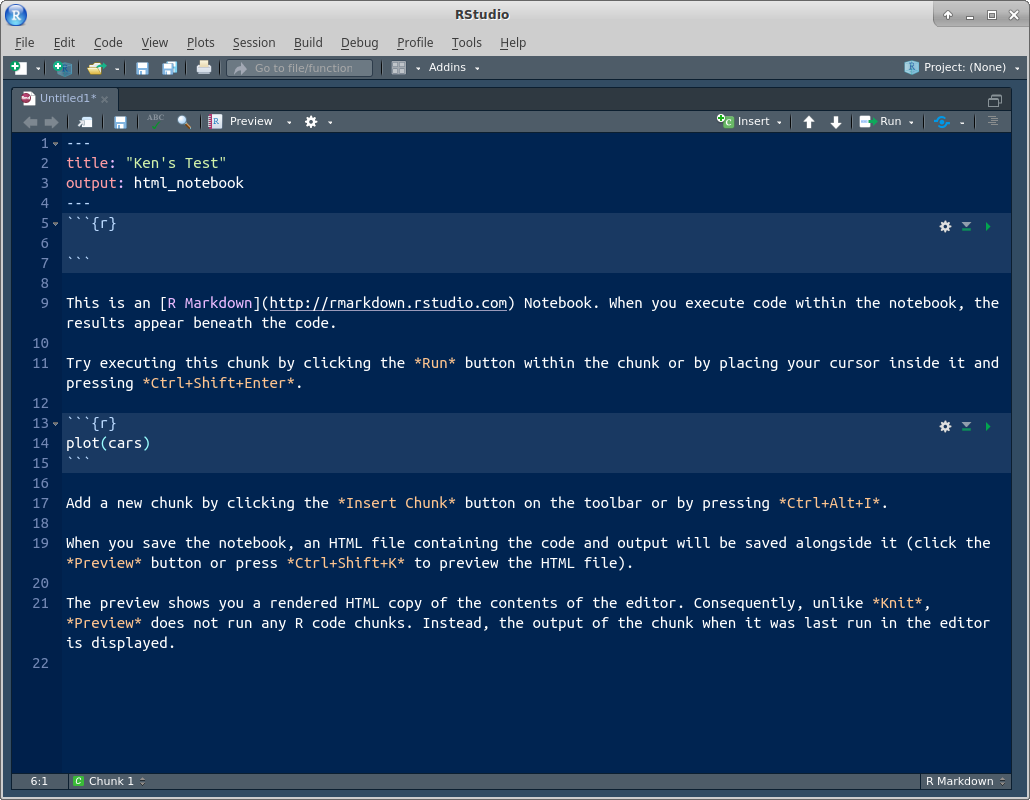 RStudio
File Edit Code View Plots Session Build Debug Profile Tools Help
Go to file/function Addins Project: (None)
Untitled1*
ABC Preview Insert Run
1 ---
2 title: "Ken's Test"
3 output: html_notebook
4 ---
5 ```{r}
6
7 ```
8
9 This is an [R Markdown](http://rmarkdown.rstudio.com) Notebook. When you execute code within the notebook, the
results appear beneath the code.
10
11 Try executing this chunk by clicking the *Run* button within the chunk or by placing your cursor inside it and
pressing *Ctrl+Shift+Enter*.
12
13 ```{r}
14 plot(cars)
15 ```
16
17 Add a new chunk by clicking the *Insert Chunk* button on the toolbar or by pressing *Ctrl+Alt+I*.
18
19 When you save the notebook, an HTML file containing the code and output will be saved alongside it (click the
*Preview* button or press *Ctrl+Shift+K* to preview the HTML file).
20
21 The preview shows you a rendered HTML copy of the contents of the editor. Consequently, unlike *Knit*,
*Preview* does not run any R code chunks. Instead, the output of the chunk when it was last run in the editor
is displayed.
22
6:1 C Chunk 1 R Markdown